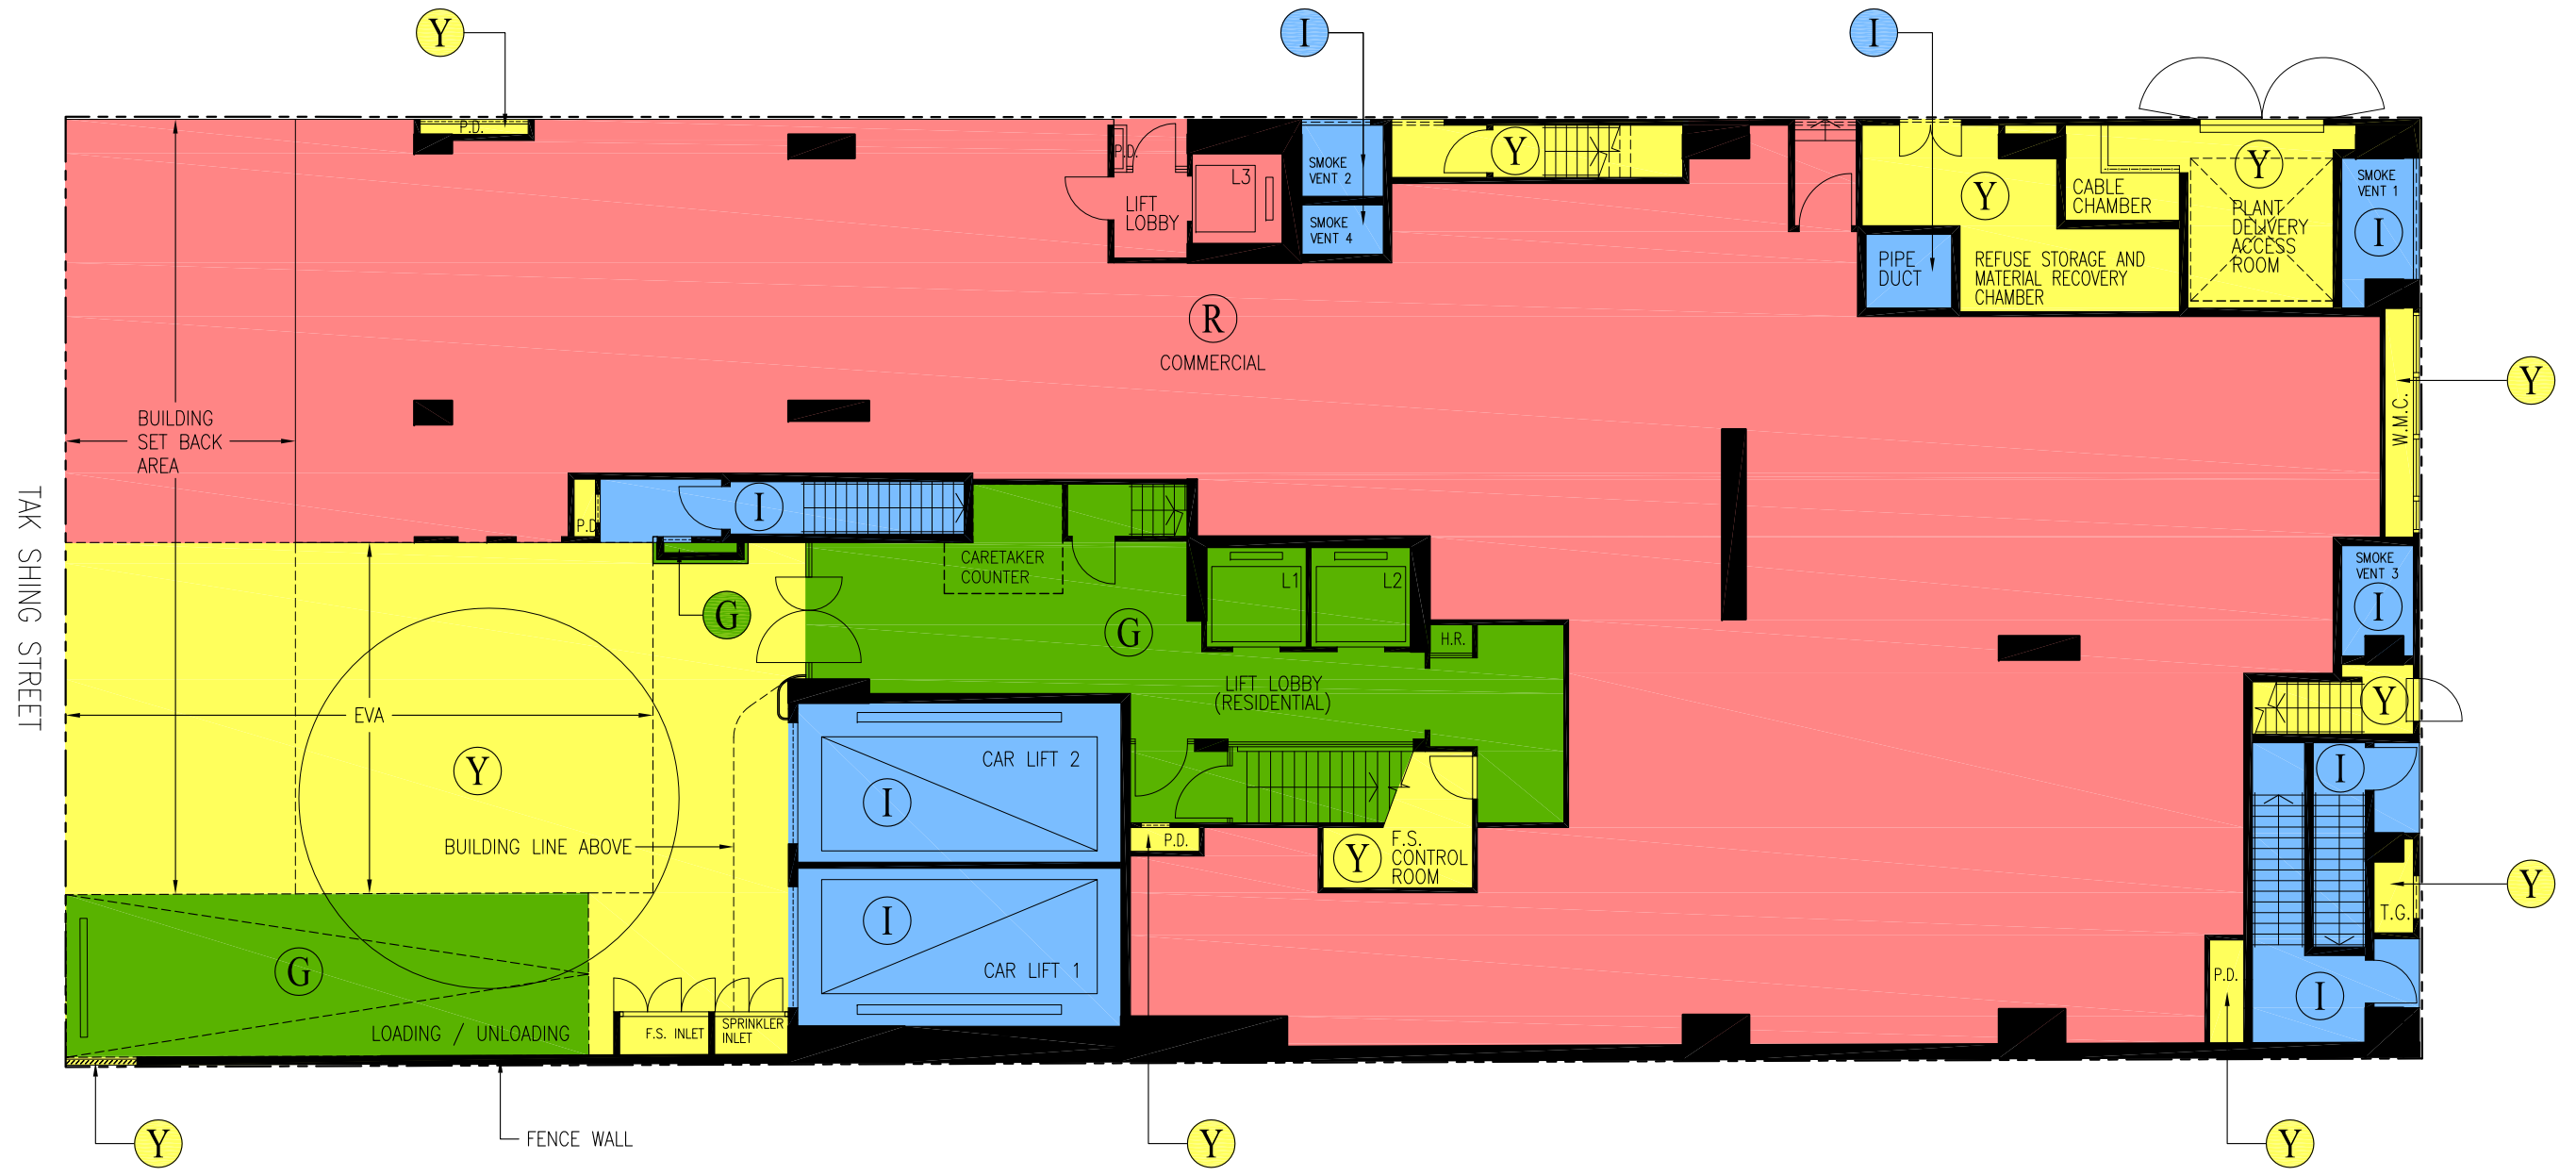 Y
I
I
P.D.
P.D.
L3
LIFT
LOBBY
SMOKE
VENT 2
SMOKE
VENT 4
Y
Y
CABLE
CHAMBER
Y
PLANT
DELIVERY
ACCESS
ROOM
SMOKE
VENT 1
I
PIPE
DUCT
REFUSE STORAGE AND
MATERIAL RECOVERY
CHAMBER
R
COMMERCIAL
Y
W.M.C.
BUILDING
SET BACK
AREA
TAK SHING STREET
P.D.
I
CARETAKER
COUNTER
L1
L2
G
G
H.R.
SMOKE
VENT 3
I
LIFT LOBBY
(RESIDENTIAL)
Y
EVA
Y
CAR LIFT 2
I
I
BUILDING LINE ABOVE
P.D.
Y
F.S.
CONTROL
ROOM
Y
T.G.
I
CAR LIFT 1
G
P.D.
I
LOADING / UNLOADING
F.S. INLET
SPRINKLER
INLET
Y
FENCE WALL
Y
Y